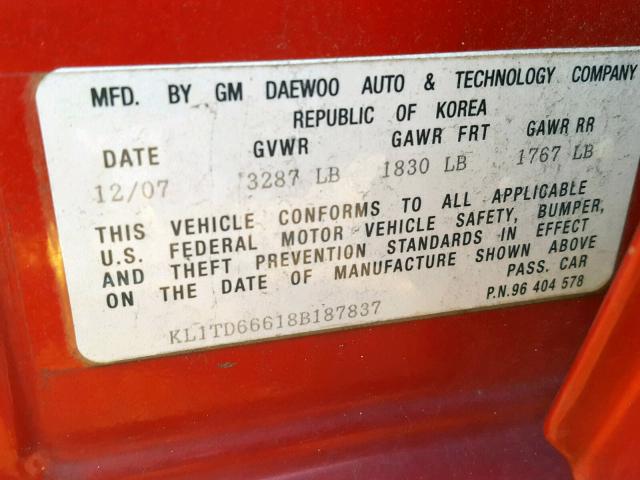 MFD. BY GM DAEWOO AUTO & TECHNOLOGY COMPANY
REPUBLIC OF KOREA
DATE GVWR GAWR FRT GAWR RR
12/07 3287 LB 1830 LB 1767 LB
THIS VEHICLE CONFORMS TO ALL APPLICABLE
U.S. FEDERAL MOTOR VEHICLE SAFETY, BUMPER,
AND THEFT PREVENTION STANDARDS IN EFFECT
ON THE DATE OF MANUFACTURE SHOWN ABOVE
PASS. CAR
KL1TD66618B187837 P.N.96 404 578